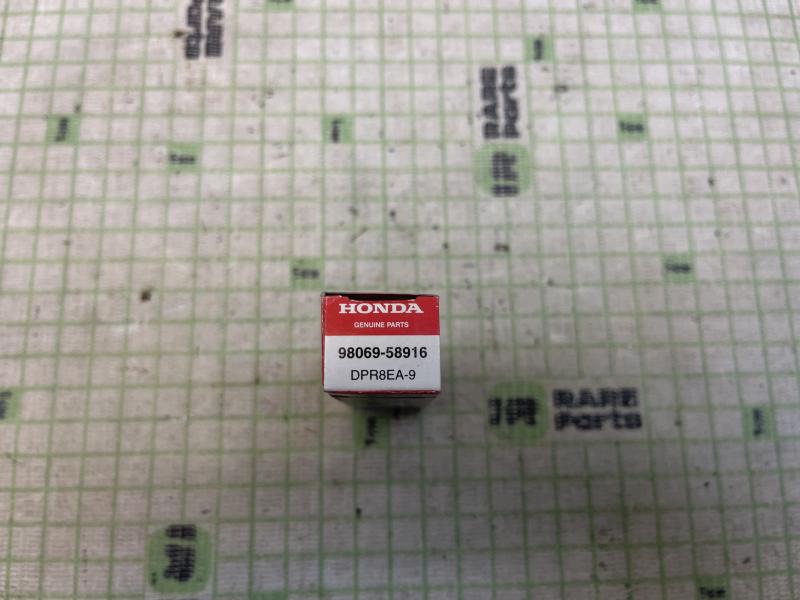 RARE
Parts
HONDA
GENUINE PARTS
98069-58916
DPR8EA-9
RARE
Parts